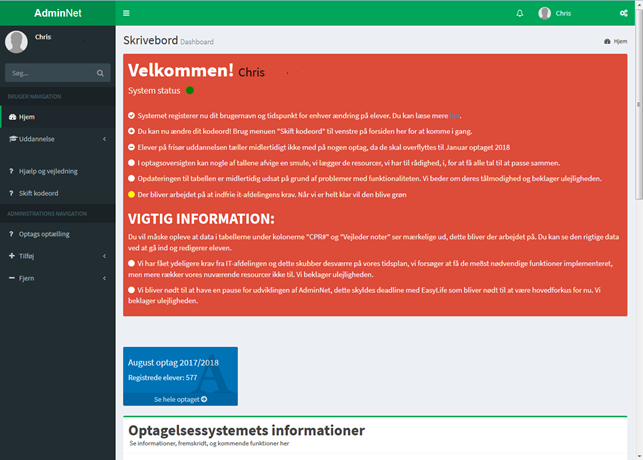 AdminNet
Chris
Chris
Søg...
BRUGER NAVIGATION
Hjem
Uddannelse
Hjælp og vejledning
Skift kodeord
ADMINISTRATIONS NAVIGATION
Optags optælling
Tilføj
Fjern
Skrivebord Dashboard
Hjem
Velkommen! Chris
System status
Systemet registerer nu dit brugernavn og tidspunkt for enhver ændring på elever. Du kan læse mere her.
Du kan nu ændre dit kodeord! Brug menuen "Skift kodeord" til venstre på forsiden her for at komme i gang.
Elever på frisør uddannelsen tæller midlertidigt ikke med på nogen optag, da de skal overflyttes til Januar optaget 2018
I optagsoversigten kan nogle af tallene afvige en smule, vi lægger de resourcer, vi har til rådighed, i, for at få alle tal til at passe sammen.
Opdateringen til tabellen er midlertidigt udsat på grund af problemer med funktionaliteten. Vi beder om deres tålmodighed og beklager ulejligheden.
Der bliver arbejdet på at indfrie it-afdelingens krav. Når vi er helt klar vil den blive grøn
VIGTIG INFORMATION:
Du vil måske opleve at data i tabellerne under kolonerne "CPR#" og "Vejleder noter" ser mærkelige ud, dette bliver der arbejdet på. Du kan se den rigtige data
ved at gå ind og redigerer eleven.
Vi har fået ydeligere krav fra IT-afdelingen og dette skubber desværre på vores tidsplan, vi forsøger at få de meßst nødvendige funktioner implementeret,
men mere rækker vores nuværende resourcer ikke til. Vi beklager ulejligheden.
Vi bliver nødt til at have en pause for udviklingen af AdminNet, dette skyldes deadline med EasyLife som bliver nødt til at være hovedforkus for nu. Vi
beklager ulejligheden.
August optag 2017/2018
Registrede elever: 577
A
Se hele optaget
Optagelsessystemets informationer
Se informationer, fremskridt, og kommende funktioner her